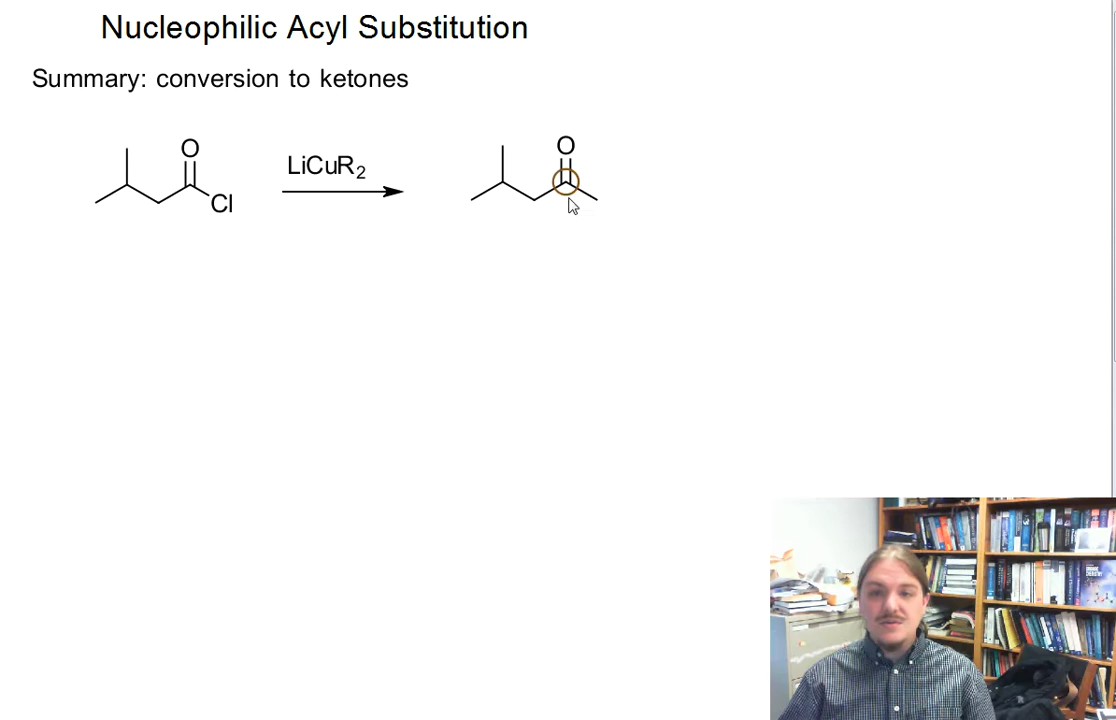 Nucleophilic Acyl Substitution
Summary: conversion to ketones
O
Cl
LiCuR2
O